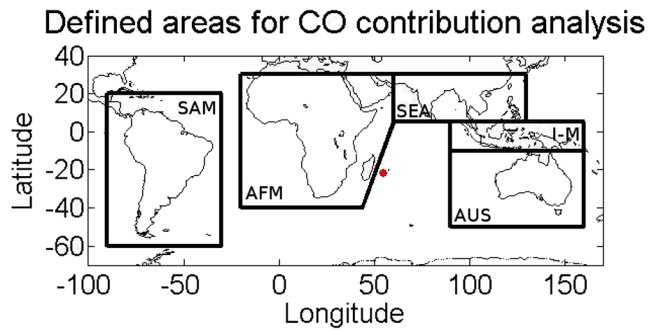 Defined areas for CO contribution analysis
40
20
0
-20
-40
-60
Latitude
SAM
AFM
SEA
I-M
AUS
-100 -50 0 50 100 150
Longitude